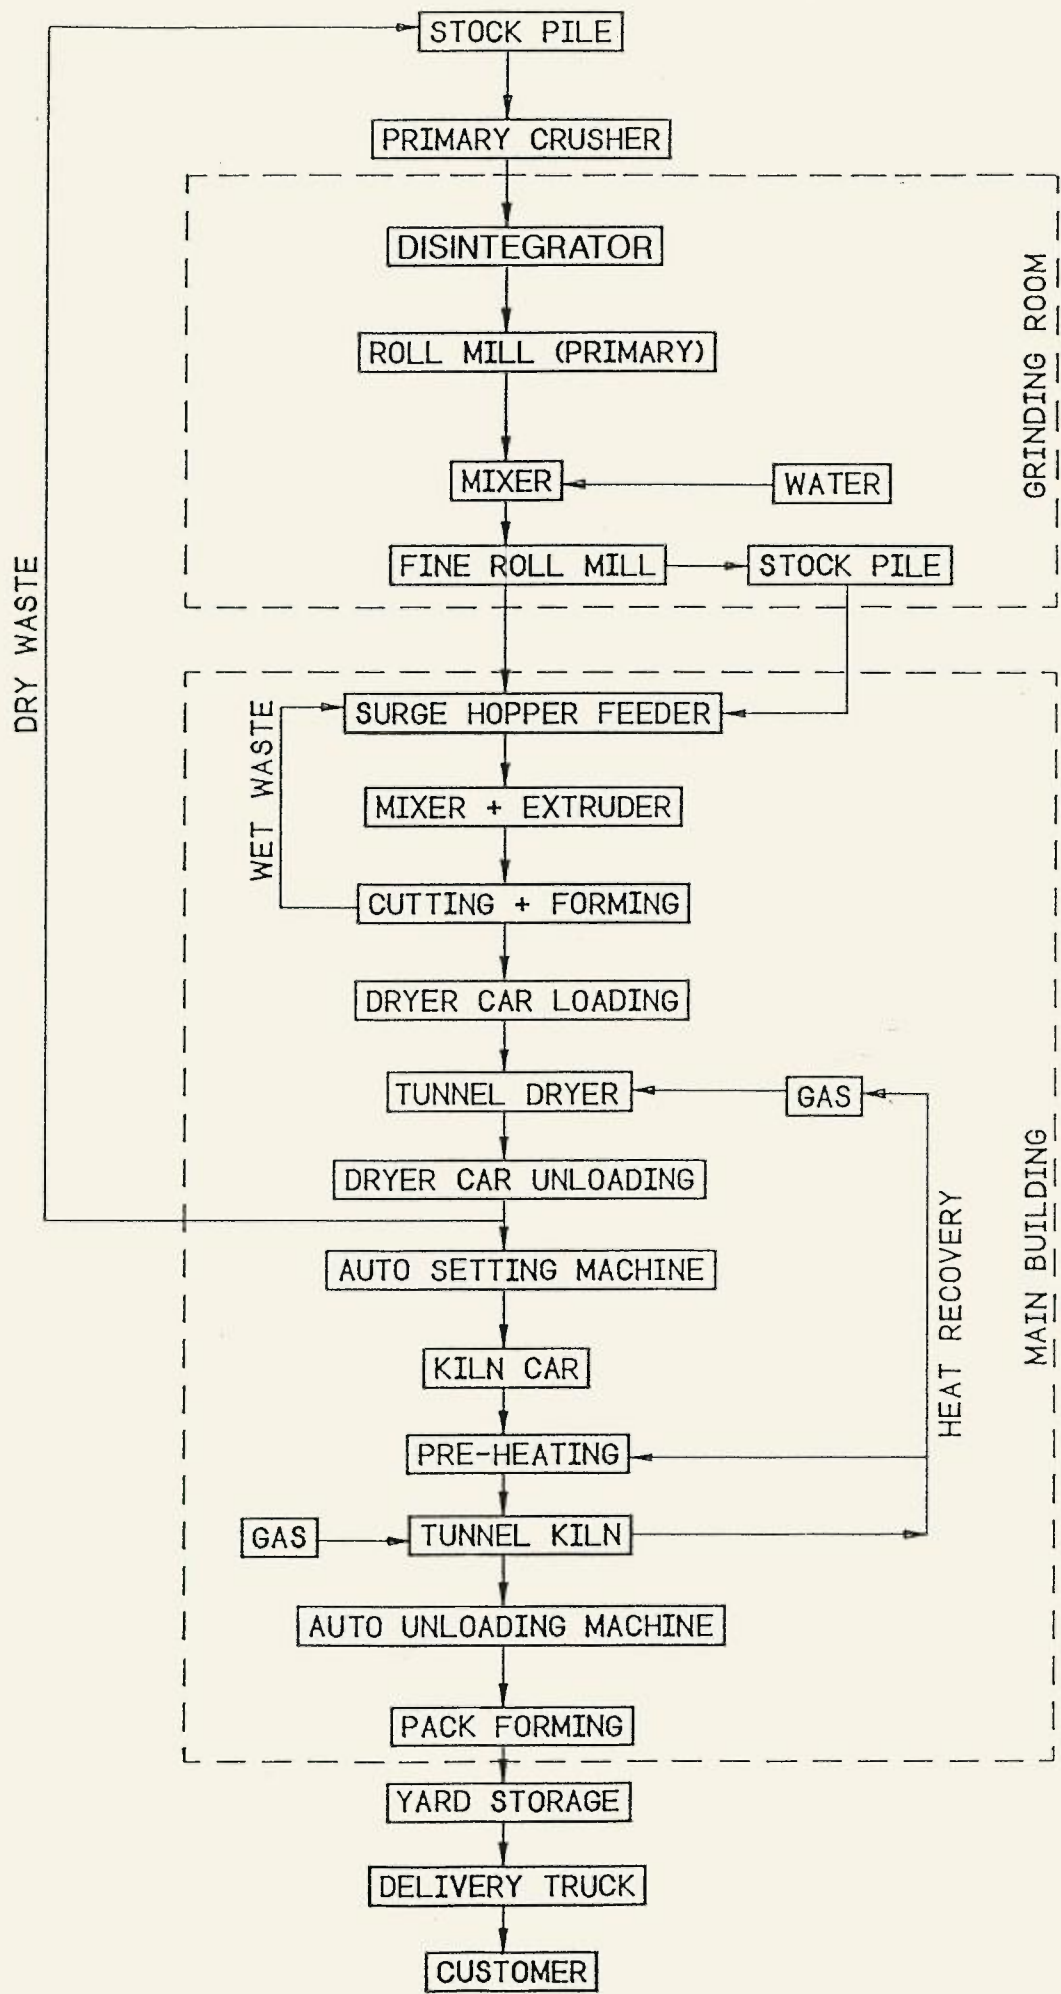 STOCK PILE
PRIMARY CRUSHER
DISINTEGRATOR
ROLL MILL (PRIMARY)
GRINDING ROOM
MIXER
WATER
FINE ROLL MILL
STOCK PILE
DRY WASTE
SURGE HOPPER FEEDER
WET WASTE
MIXER + EXTRUDER
CUTTING + FORMING
DRYER CAR LOADING
TUNNEL DRYER
GAS
DRYER CAR UNLOADING
AUTO SETTING MACHINE
HEAT RECOVERY
MAIN BUILDING
KILN CAR
PRE-HEATING
GAS
TUNNEL KILN
AUTO UNLOADING MACHINE
PACK FORMING
YARD STORAGE
DELIVERY TRUCK
CUSTOMER